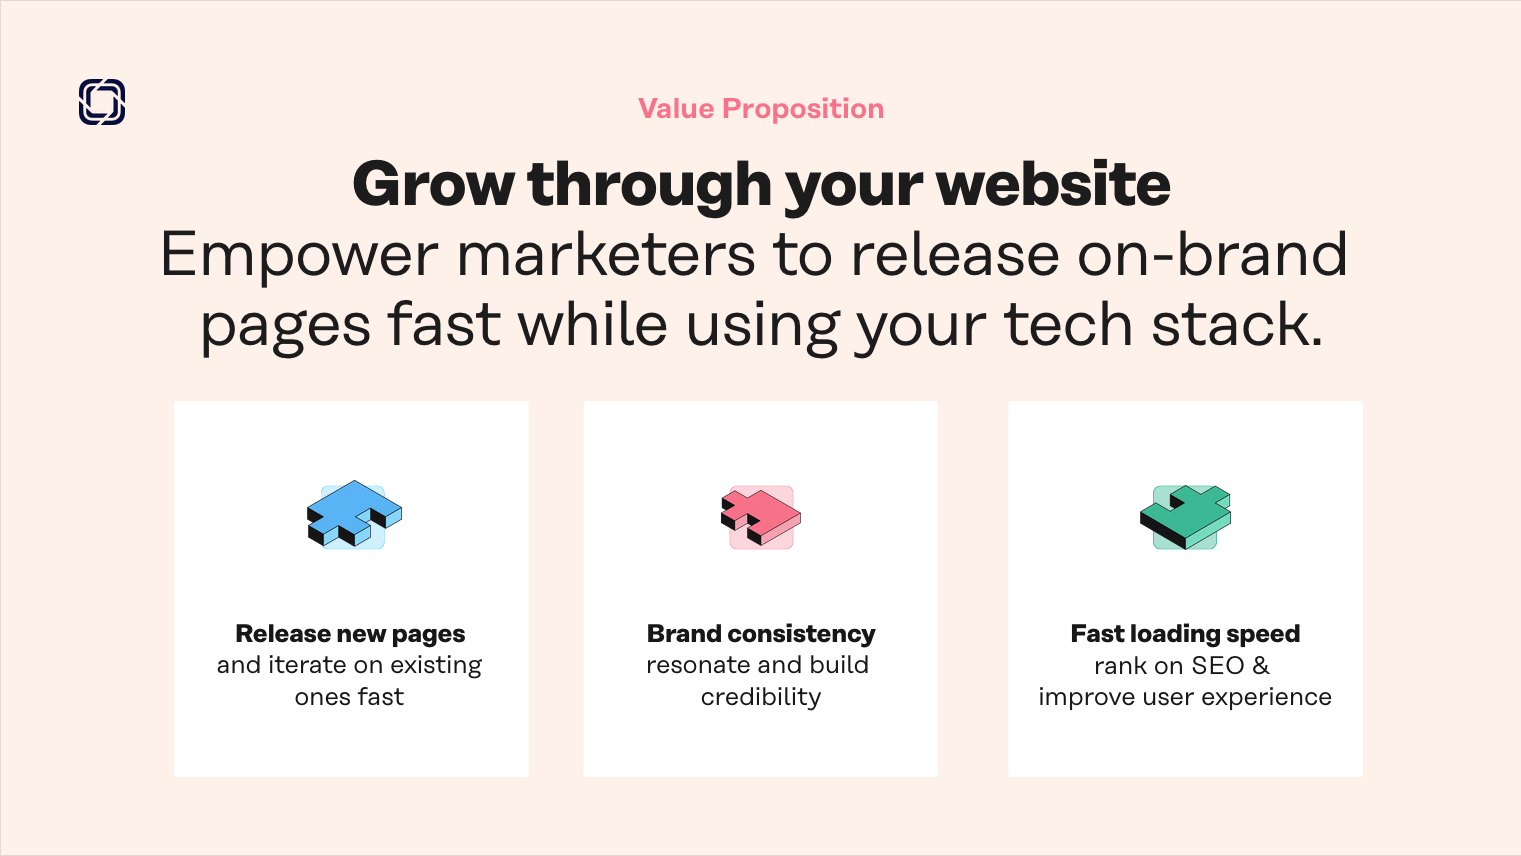 Value Proposition
Grow through your website
Empower marketers to release on-brand
pages fast while using your tech stack.
Release new pages
and iterate on existing
ones fast
Brand consistency
resonate and build
credibility
Fast loading speed
rank on SEO &
improve user experience